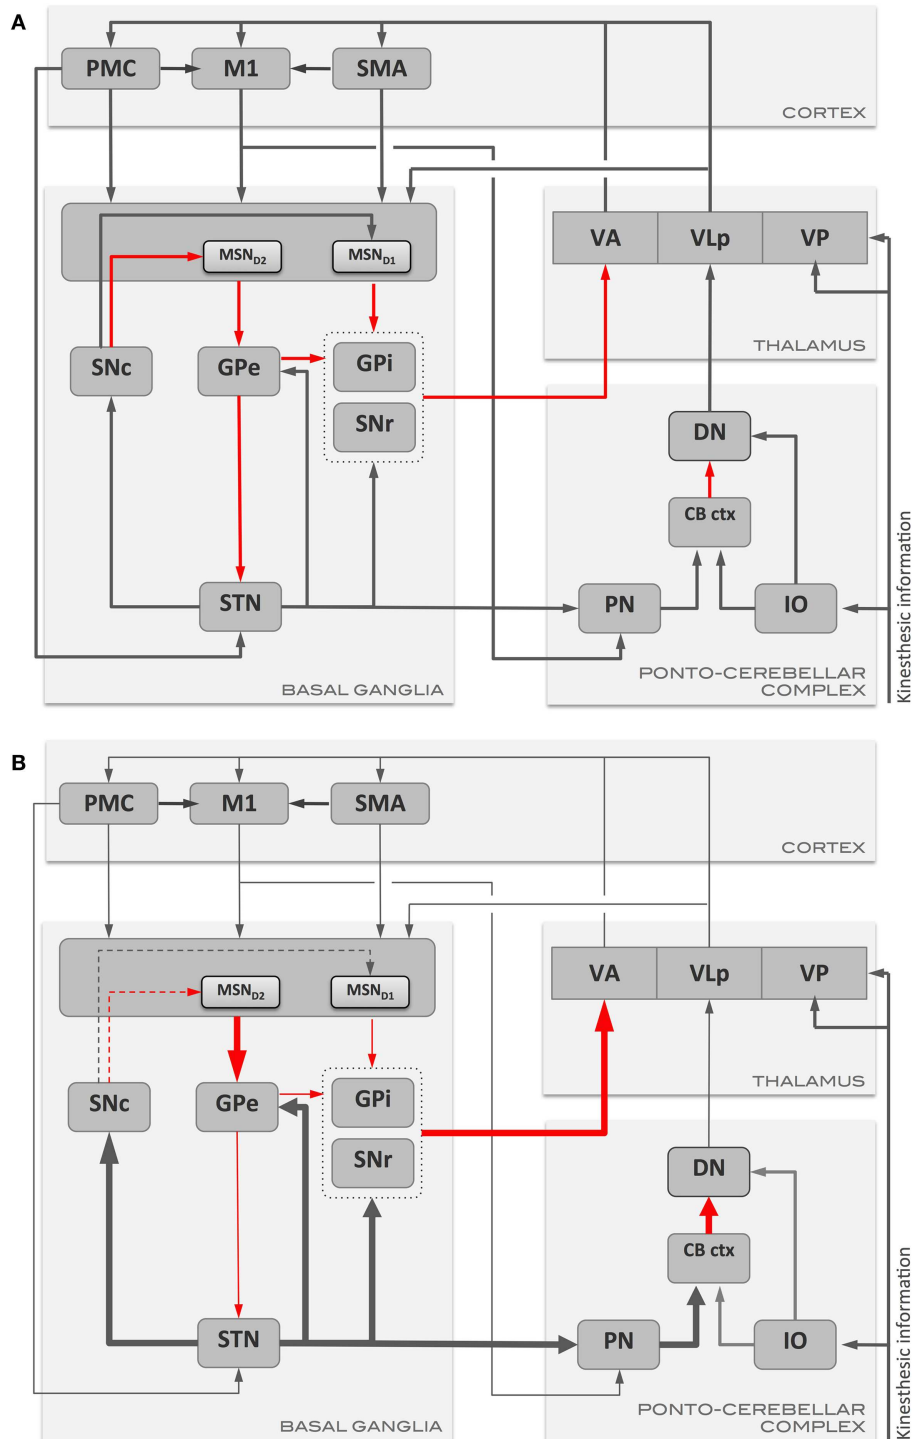 A
PMC
M1
SMA
CORTEX
MSND2
MSND1
VA
VLp
VP
THALAMUS
SNc
GPe
GPi
SNr
DN
CB ctx
STN
PN
IO
BASAL GANGLIA
PONTO-CEREBELLAR
COMPLEX
Kinesthesic information
B
PMC
M1
SMA
CORTEX
MSND2
MSND1
VA
VLp
VP
THALAMUS
SNc
GPe
GPi
SNr
DN
CB ctx
STN
PN
IO
BASAL GANGLIA
PONTO-CEREBELLAR
COMPLEX
Kinesthesic information